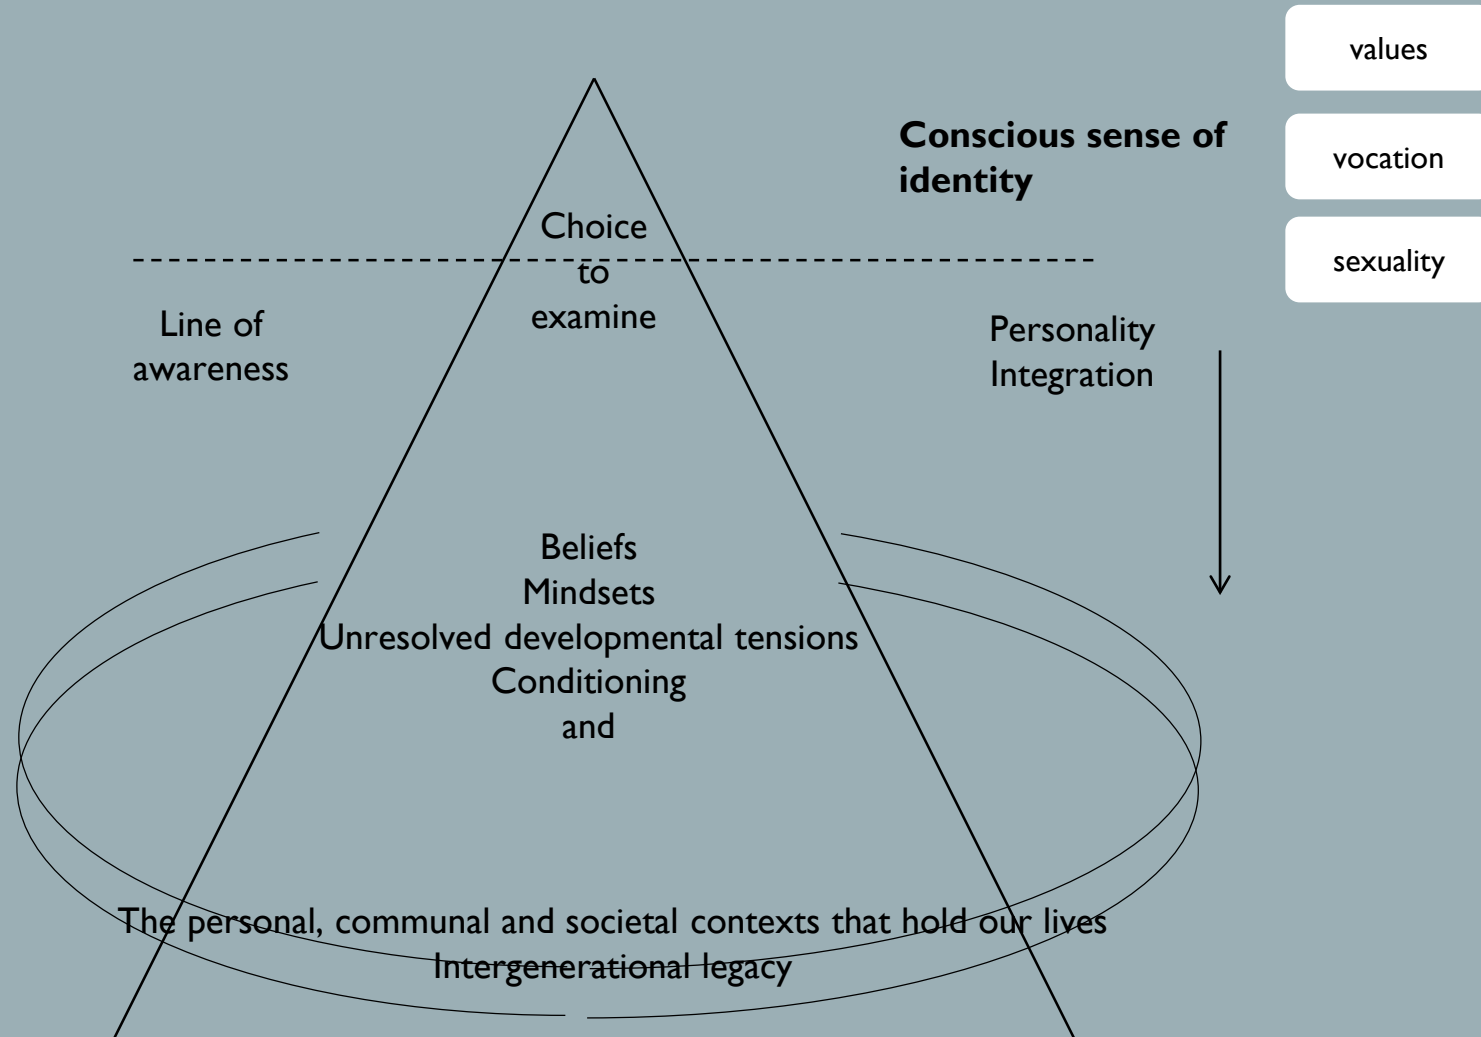 values
Conscious sense of
identity
vocation
Choice
to
examine
sexuality
Line of
awareness
Personality
Integration
Beliefs
Mindsets
Unresolved developmental tensions
Conditioning
and
The personal, communal and societal contexts that hold our lives
Intergenerational legacy